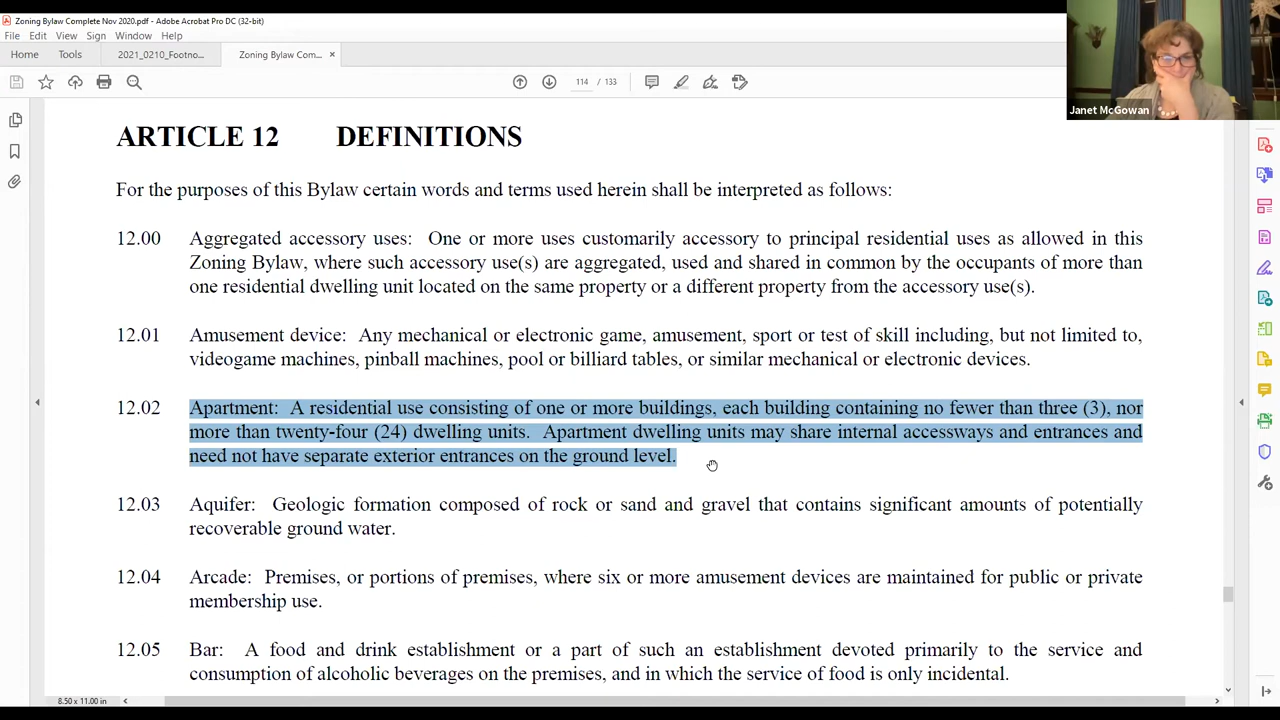 Zoning Bylaw Complete Nov 2020.pdf - Adobe Acrobat Pro DC (32-bit)
File Edit View Sign Window Help
Home Tools 2021_0210_Footno... Zoning Bylaw Com... ×
114 / 133
Janet McGowan
ARTICLE 12 DEFINITIONS
For the purposes of this Bylaw certain words and terms used herein shall be interpreted as follows:
12.00 Aggregated accessory uses: One or more uses customarily accessory to principal residential uses as allowed in this
Zoning Bylaw, where such accessory use(s) are aggregated, used and shared in common by the occupants of more than
one residential dwelling unit located on the same property or a different property from the accessory use(s).
12.01 Amusement device: Any mechanical or electronic game, amusement, sport or test of skill including, but not limited to,
videogame machines, pinball machines, pool or billiard tables, or similar mechanical or electronic devices.
12.02 Apartment: A residential use consisting of one or more buildings, each building containing no fewer than three (3), nor
more than twenty-four (24) dwelling units. Apartment dwelling units may share internal accessways and entrances and
need not have separate exterior entrances on the ground level.
12.03 Aquifer: Geologic formation composed of rock or sand and gravel that contains significant amounts of potentially
recoverable ground water.
12.04 Arcade: Premises, or portions of premises, where six or more amusement devices are maintained for public or private
membership use.
12.05 Bar: A food and drink establishment or a part of such an establishment devoted primarily to the service and
consumption of alcoholic beverages on the premises, and in which the service of food is only incidental.
8.50 x 11.00 in